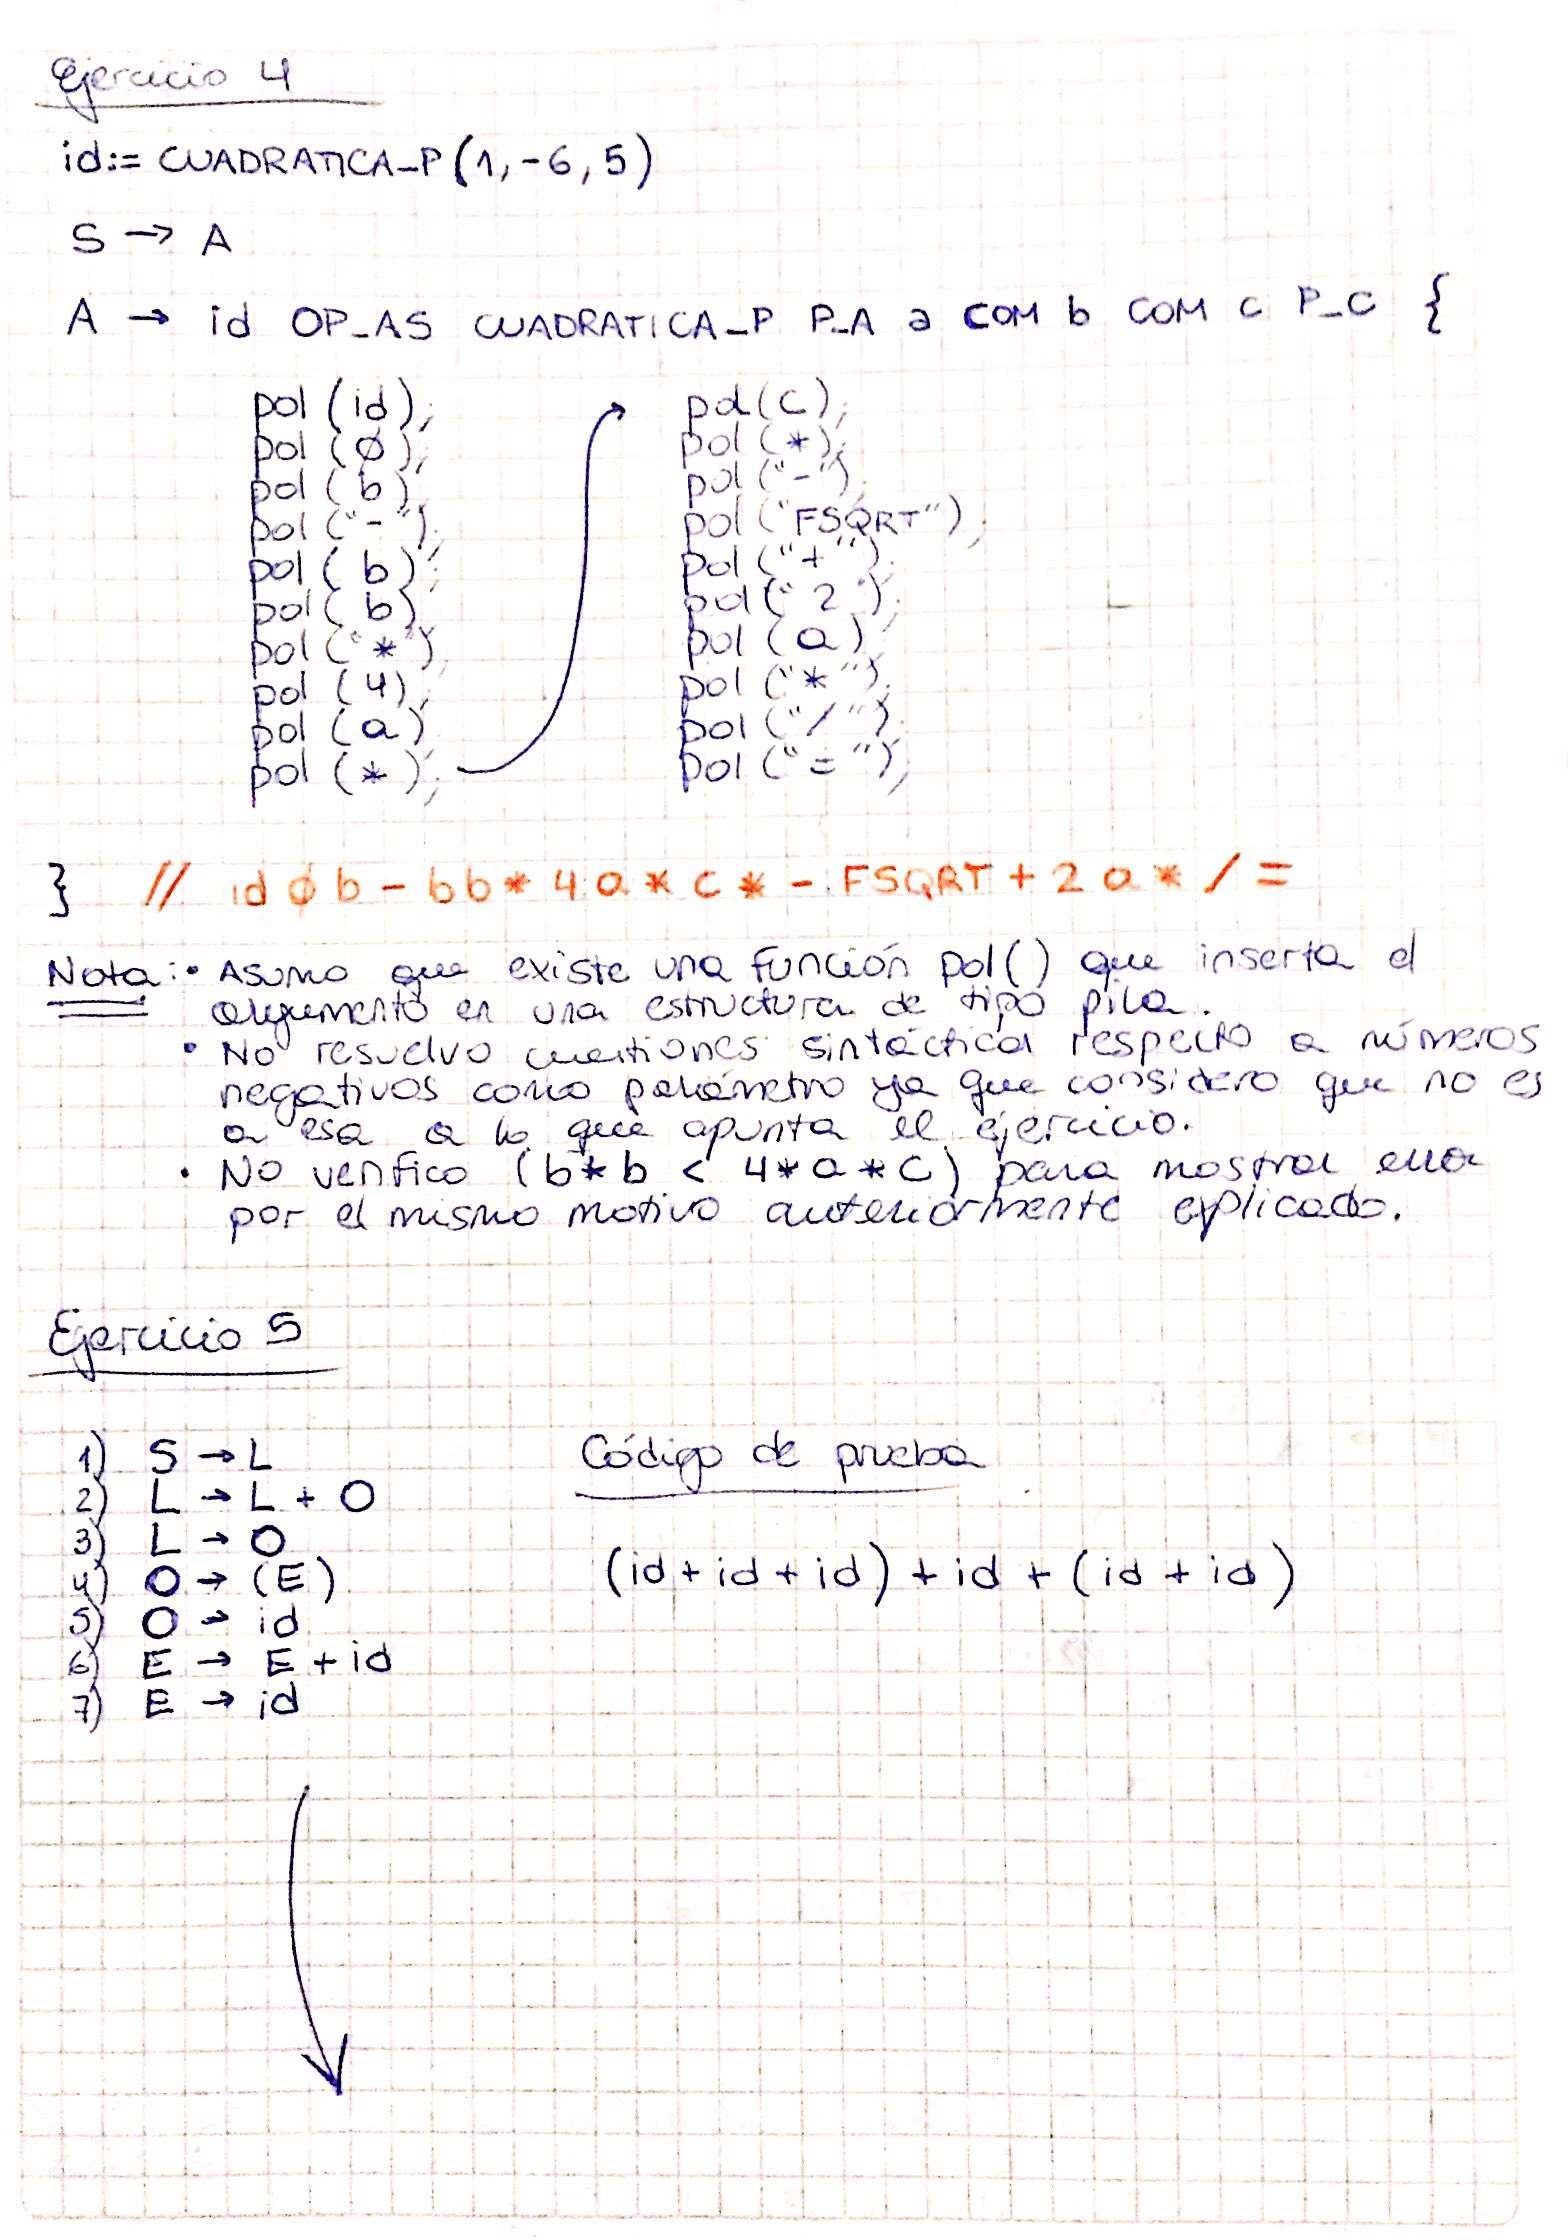 Ejercicio 4
id:= CUADRATICA_P(1,-6,5)
S → A
A → id OP_AS CUADRATICA_P P_A a COM b COM c P_C {
pol (id);
pol (Ø);
pol (b);
pol ("-");
pol (b);
pol (b);
pol ("*");
pol (4);
pol (a);
pol (*);
pol (c);
pol (*);
pol ("-");
pol ("FSQRT");
pol ("+");
pol ("2");
pol (a);
pol ("*");
pol ("/");
pol ("=");
} // id Ø b - b b * 4 a * c * - FSQRT + 2 a * / =
Nota: • Asumo que existe una función pol() que inserta el
argumento en una estructura de tipo pila.
• No resuelvo cuestiones sintáctica respecto a números
negativos como parámetro ya que considero que no es
a esa a lo que apunta el ejercicio.
• No verifico (b*b < 4*a*c) para mostrar error
por el mismo motivo anteriormente explicado.
Ejercicio 5
1) S → L
2) L → L + O
3) L → O
4) O → (E)
5) O → id
6) E → E + id
7) E → id
Código de prueba
(id + id + id) + id + (id + id)